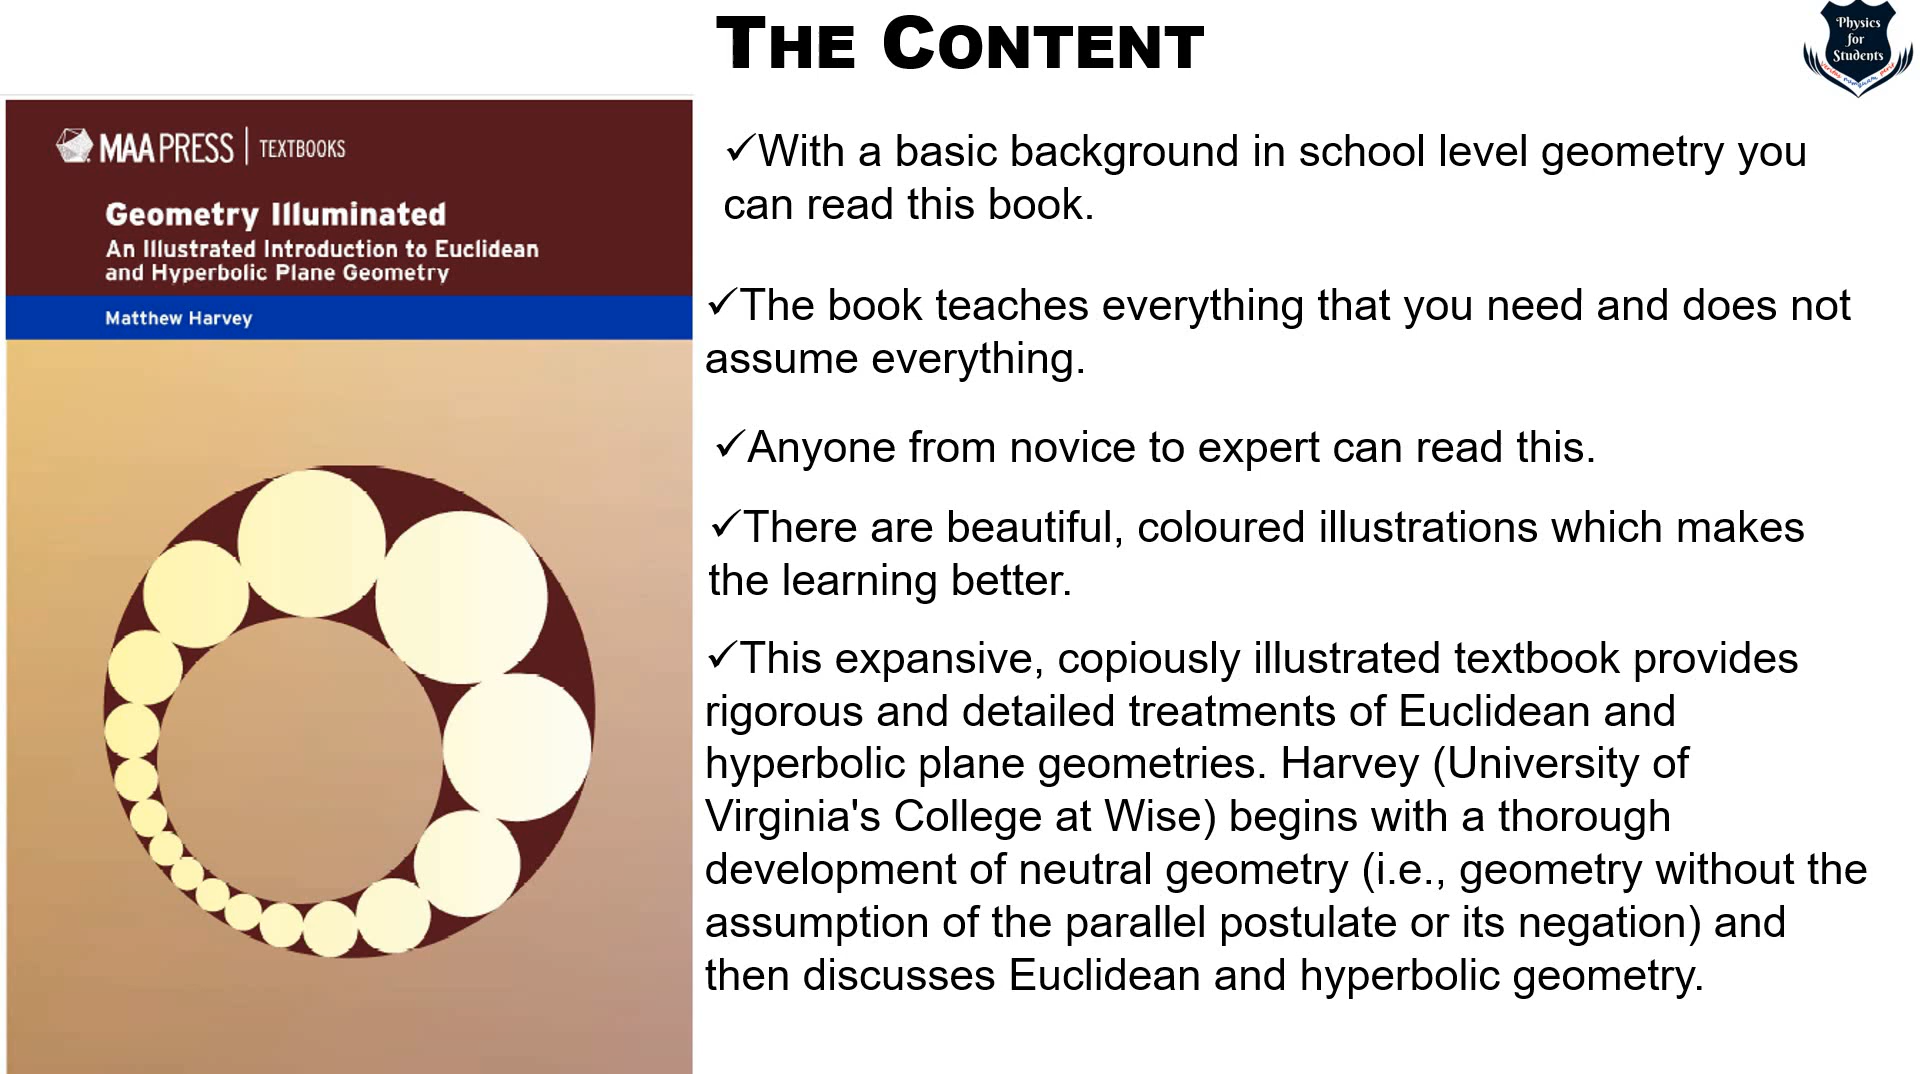 THE CONTENT
Physics
for
Students
MAA PRESS | TEXTBOOKS
Geometry Illuminated
An Illustrated Introduction to Euclidean
and Hyperbolic Plane Geometry
Matthew Harvey
✓With a basic background in school level geometry you
can read this book.
✓The book teaches everything that you need and does not
assume everything.
✓Anyone from novice to expert can read this.
✓There are beautiful, coloured illustrations which makes
the learning better.
✓This expansive, copiously illustrated textbook provides
rigorous and detailed treatments of Euclidean and
hyperbolic plane geometries. Harvey (University of
Virginia's College at Wise) begins with a thorough
development of neutral geometry (i.e., geometry without the
assumption of the parallel postulate or its negation) and
then discusses Euclidean and hyperbolic geometry.